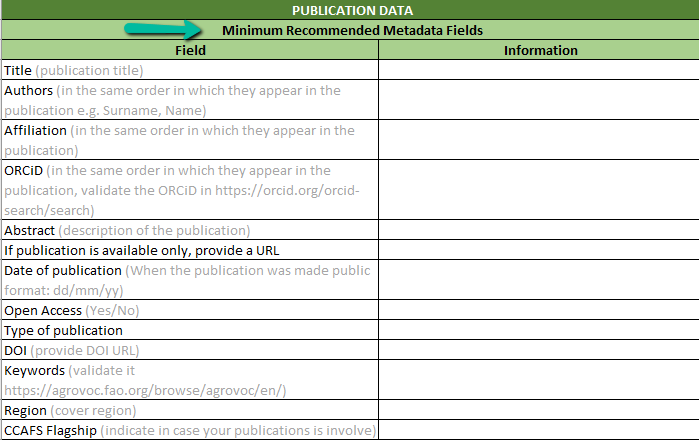 PUBLICATION DATA
Minimum Recommended Metadata Fields
Field Information
Title (publication title)
Authors (in the same order in which they appear in the
publication e.g. Surname, Name)
Affiliation (in the same order in which they appear in the
publication)
ORCiD (in the same order in which they appear in the
publication, validate the ORCiD in https://orcid.org/orcid-
search/search)
Abstract (description of the publication)
If publication is available only, provide a URL
Date of publication (When the publication was made public
format: dd/mm/yy)
Open Access (Yes/No)
Type of publication
DOI (provide DOI URL)
Keywords (validate it
https://agrovoc.fao.org/browse/agrovoc/en/)
Region (cover region)
CCAFS Flagship (indicate in case your publications is involve)